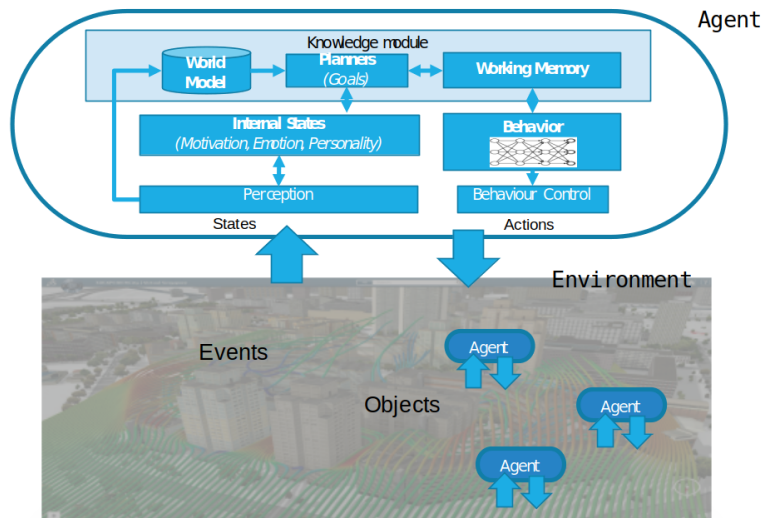 Agent
Knowledge module
World
Model
Planners
(Goals)
Working Memory
Internal States
(Motivation, Emotion, Personality)
Behavior
Perception
Behaviour Control
States
Actions
Environment
Events
Agent
Objects
Agent
Agent